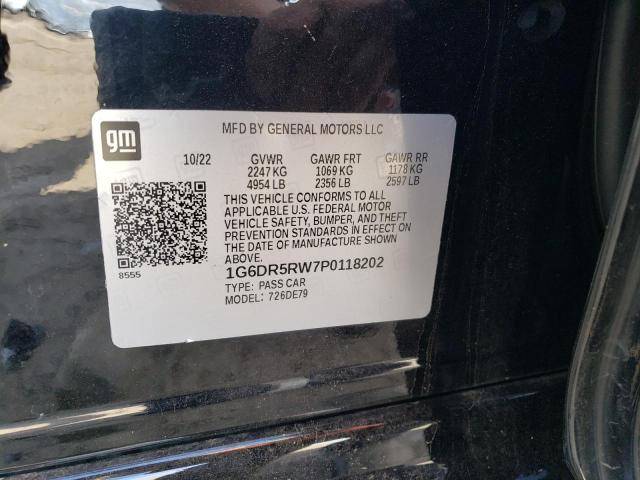 gm
MFD BY GENERAL MOTORS LLC
10/22 GVWR GAWR FRT GAWR RR
2247 KG 1069 KG 1178 KG
4954 LB 2356 LB 2597 LB
THIS VEHICLE CONFORMS TO ALL
APPLICABLE U.S. FEDERAL MOTOR
VEHICLE SAFETY, BUMPER, AND THEFT
PREVENTION STANDARDS IN EFFECT ON
THE DATE OF MANUFACTURE SHOWN
ABOVE.
8555
1G6DR5RW7P0118202
TYPE: PASS CAR
MODEL: 726DE79